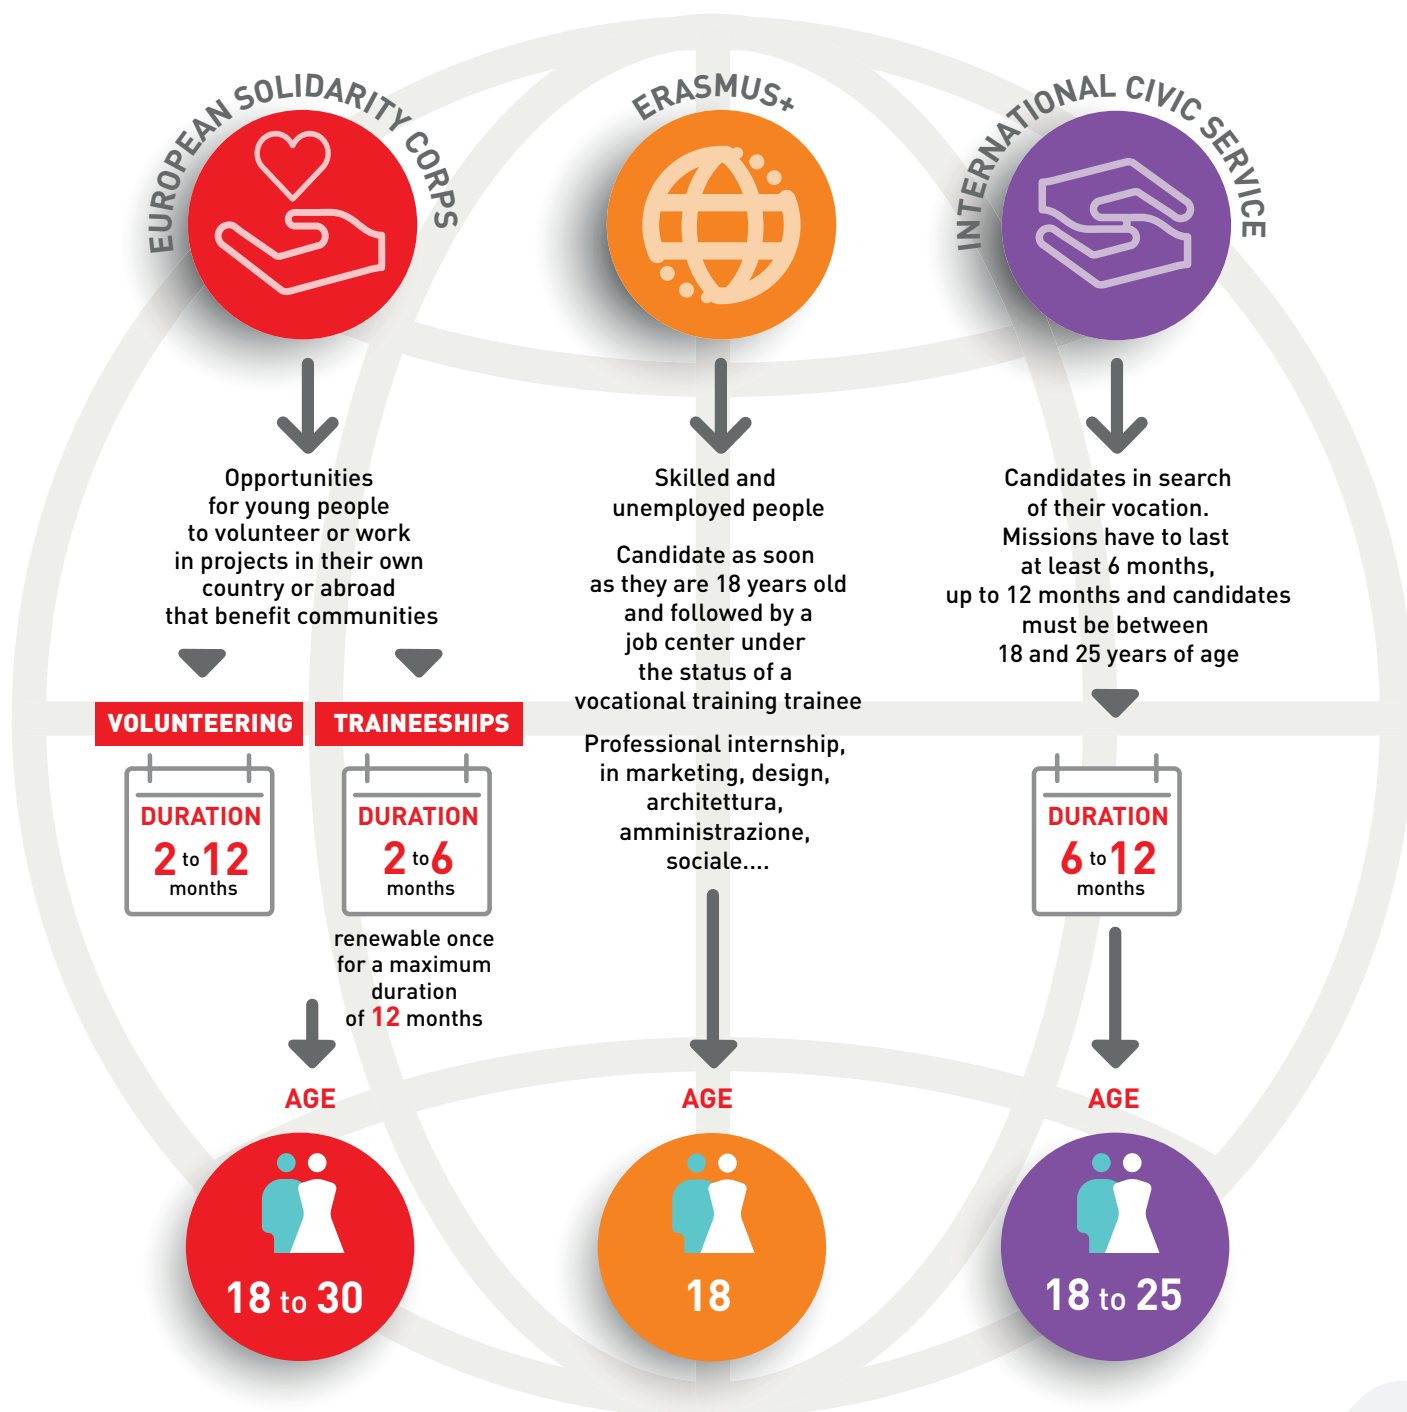 EUROPEAN SOLIDARITY CORPS
Opportunities
for young people
to volunteer or work
in projects in their own
country or abroad
that benefit communities
VOLUNTEERING
DURATION
2 to 12
months
TRAINEESHIPS
DURATION
2 to 6
months
renewable once
for a maximum
duration
of 12 months
AGE
18 to 30
ERASMUS+
Skilled and
unemployed people
Candidate as soon
as they are 18 years old
and followed by a
job center under
the status of a
vocational training trainee
Professional internship,
in marketing, design,
architettura,
amministrazione,
sociale....
AGE
18
INTERNATIONAL CIVIC SERVICE
Candidates in search
of their vocation.
Missions have to last
at least 6 months,
up to 12 months and candidates
must be between
18 and 25 years of age
DURATION
6 to 12
months
AGE
18 to 25